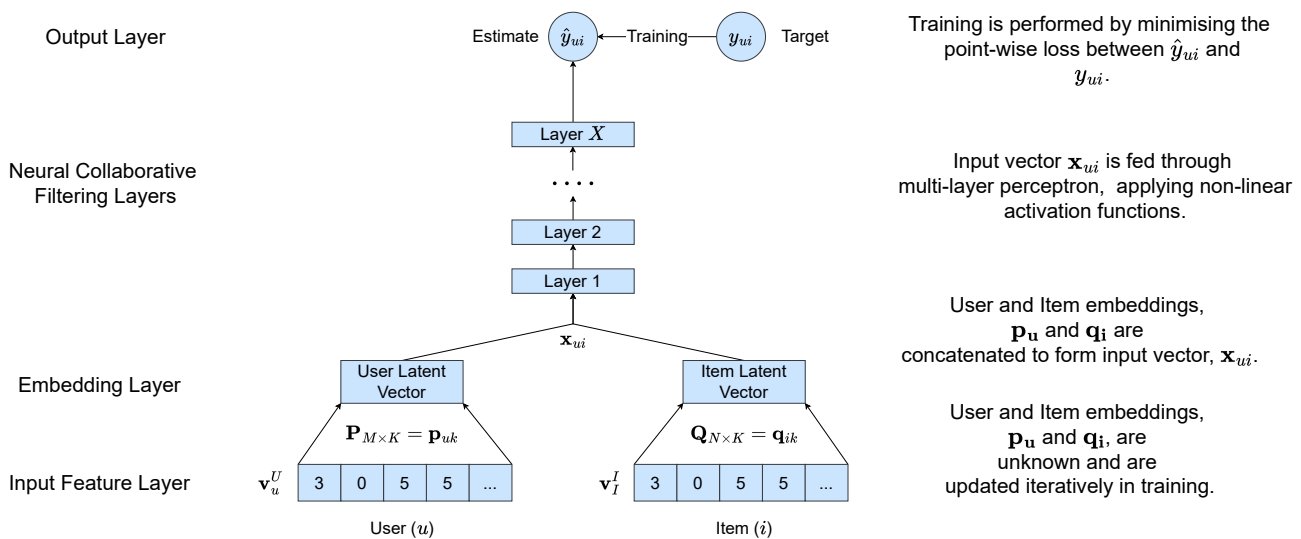 Output Layer
Estimate
ŷ_ui
Training
y_ui
Target
Training is performed by minimising the
point-wise loss between ŷ_ui and
y_ui.
Layer X
Neural Collaborative
Filtering Layers
....
Layer 2
Layer 1
Input vector x_ui is fed through
multi-layer perceptron, applying non-linear
activation functions.
x_ui
User and Item embeddings,
p_u and q_i are
concatenated to form input vector, x_ui.
Embedding Layer
User Latent
Vector
Item Latent
Vector
P_M×K = p_uk
Q_N×K = q_ik
User and Item embeddings,
p_u and q_i, are
unknown and are
updated iteratively in training.
Input Feature Layer
v_u^U
3 0 5 5 ...
v_I^I
3 0 5 5 ...
User (u)
Item (i)